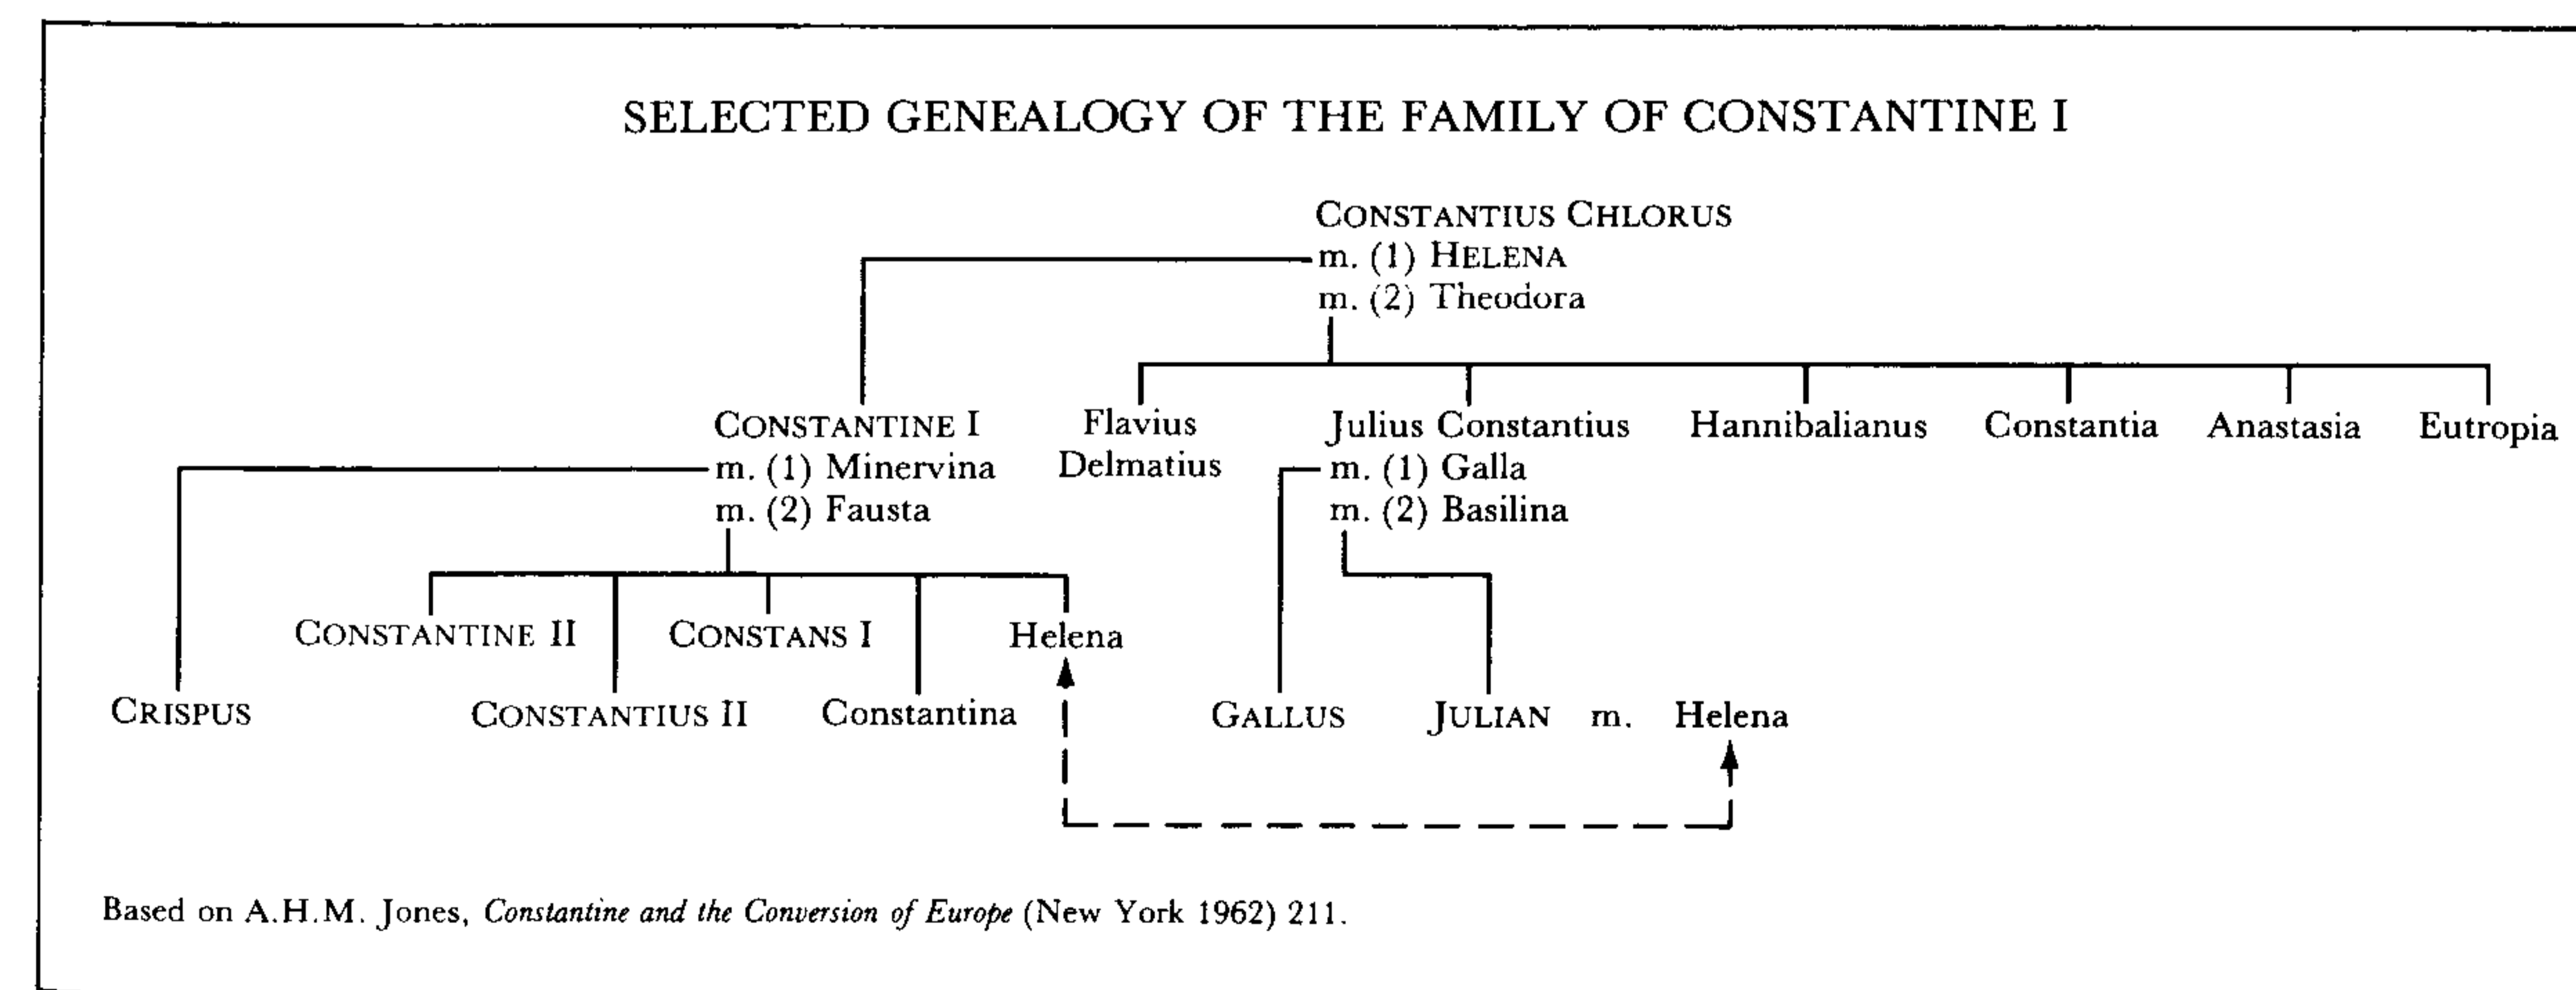 SELECTED GENEALOGY OF THE FAMILY OF CONSTANTINE I
CONSTANTIUS CHLORUS
m. (1) HELENA
m. (2) Theodora
CONSTANTINE I
m. (1) Minervina
m. (2) Fausta
Flavius
Delmatius
Julius Constantius
m. (1) Galla
m. (2) Basilina
Hannibalianus
Constantia
Anastasia
Eutropia
CONSTANTINE II
CONSTANS I
Helena
CRISPUS
CONSTANTIUS II
Constantina
GALLUS
JULIAN m. Helena
Based on A.H.M. Jones, Constantine and the Conversion of Europe (New York 1962) 211.